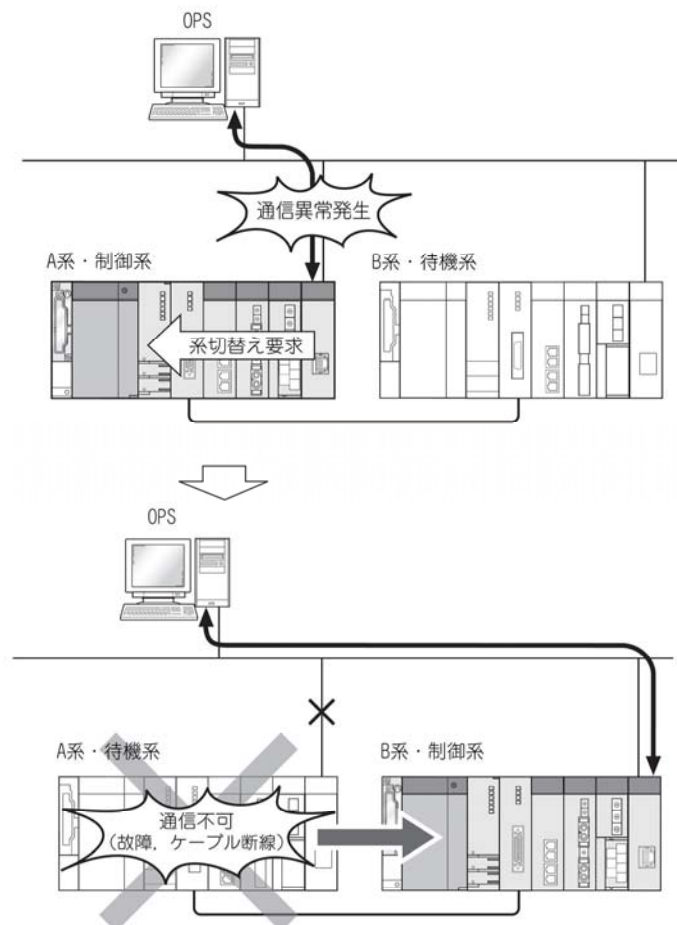 OPS
通信異常発生
A系・制御系
B系・待機系
系切替え要求
OPS
A系・待機系
B系・制御系
通信不可
(故障，ケーブル断線)